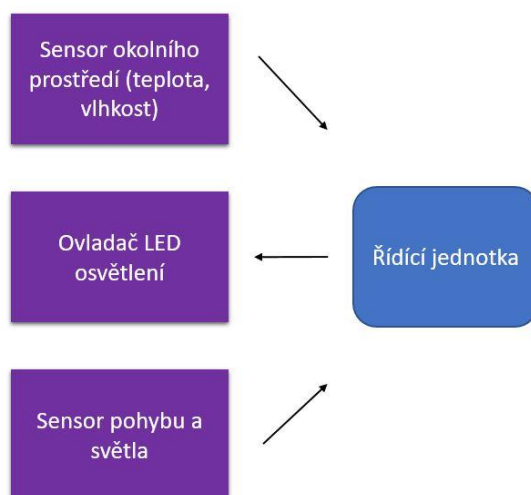 Sensor okolního
prostředí (teplota,
vlhkost)
Ovladač LED
osvětlení
Řídící jednotka
Sensor pohybu a
světla